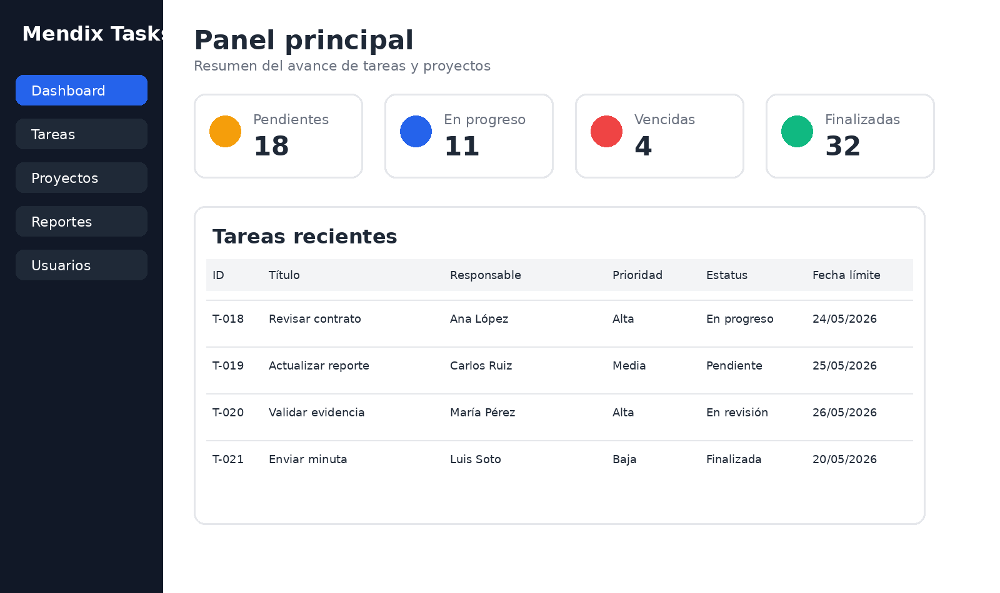 Mendix Tasks
Dashboard
Tareas
Proyectos
Reportes
Usuarios
Panel principal
Resumen del avance de tareas y proyectos
Pendientes
18
En progreso
11
Vencidas
4
Finalizadas
32
Tareas recientes
ID Título Responsable Prioridad Estatus Fecha límite
T-018 Revisar contrato Ana López Alta En progreso 24/05/2026
T-019 Actualizar reporte Carlos Ruiz Media Pendiente 25/05/2026
T-020 Validar evidencia María Pérez Alta En revisión 26/05/2026
T-021 Enviar minuta Luis Soto Baja Finalizada 20/05/2026